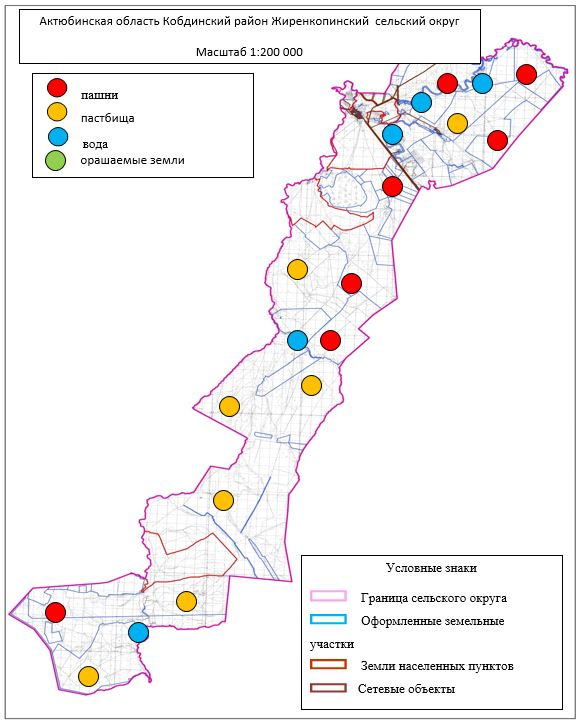 Актюбинская область Кобдинский район Жиренкопинский сельский округ
Масштаб 1:200 000
пашни
пастбища
вода
орашаемые земли
Условные знаки
Граница сельского округа
Оформленные земельные
участки
Земли населенных пунктов
Сетевые объекты